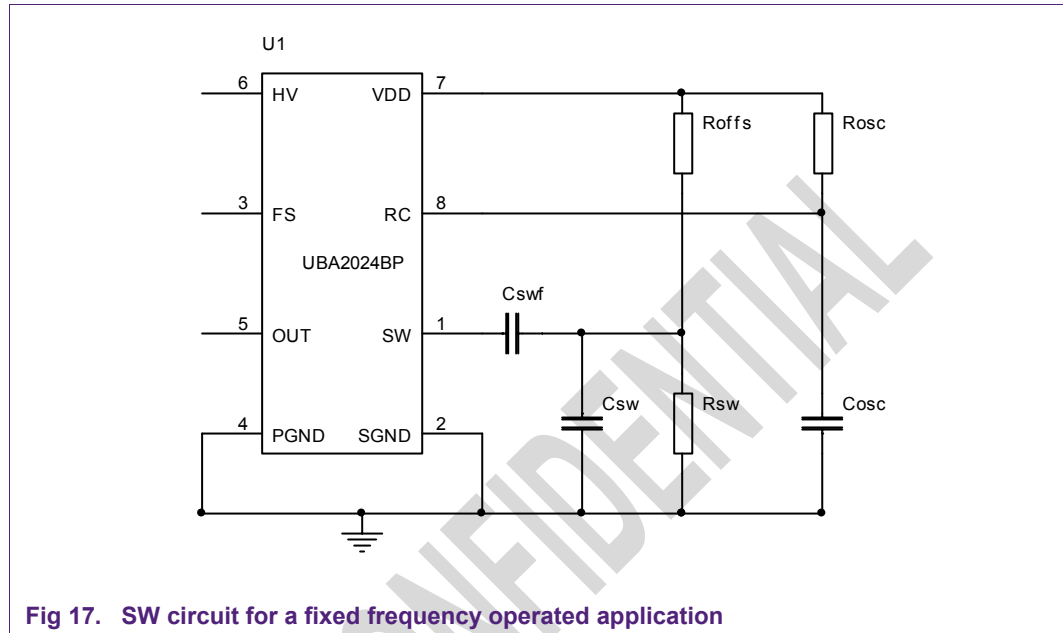 U1
6 HV VDD 7
Roffs Rosc
3 FS RC 8
UBA2024BP
Cswf
5 OUT SW 1
Csw Rsw Cosc
4 PGND SGND 2
CONFIDENTIAL
Fig 17. SW circuit for a fixed frequency operated application